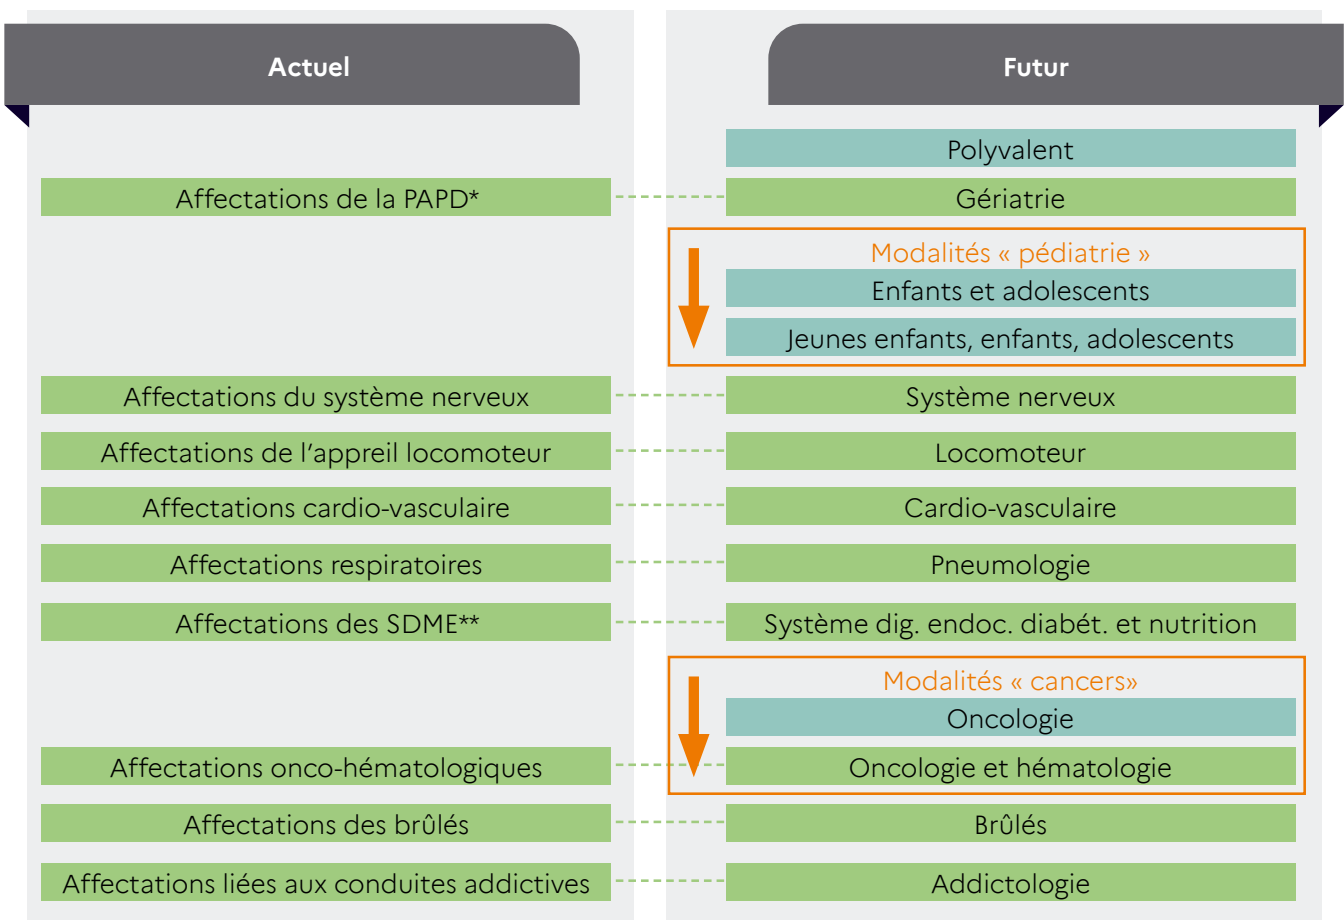 Actuel
Futur
Polyvalent
Affectations de la PAPD*
Gériatrie
Modalités « pédiatrie »
Enfants et adolescents
Jeunes enfants, enfants, adolescents
Affectations du système nerveux
Système nerveux
Affectations de l'appreil locomoteur
Locomoteur
Affectations cardio-vasculaire
Cardio-vasculaire
Affectations respiratoires
Pneumologie
Affectations des SDME**
Système dig. endoc. diabét. et nutrition
Modalités « cancers»
Oncologie
Affectations onco-hématologiques
Oncologie et hématologie
Affectations des brûlés
Brûlés
Affectations liées aux conduites addictives
Addictologie